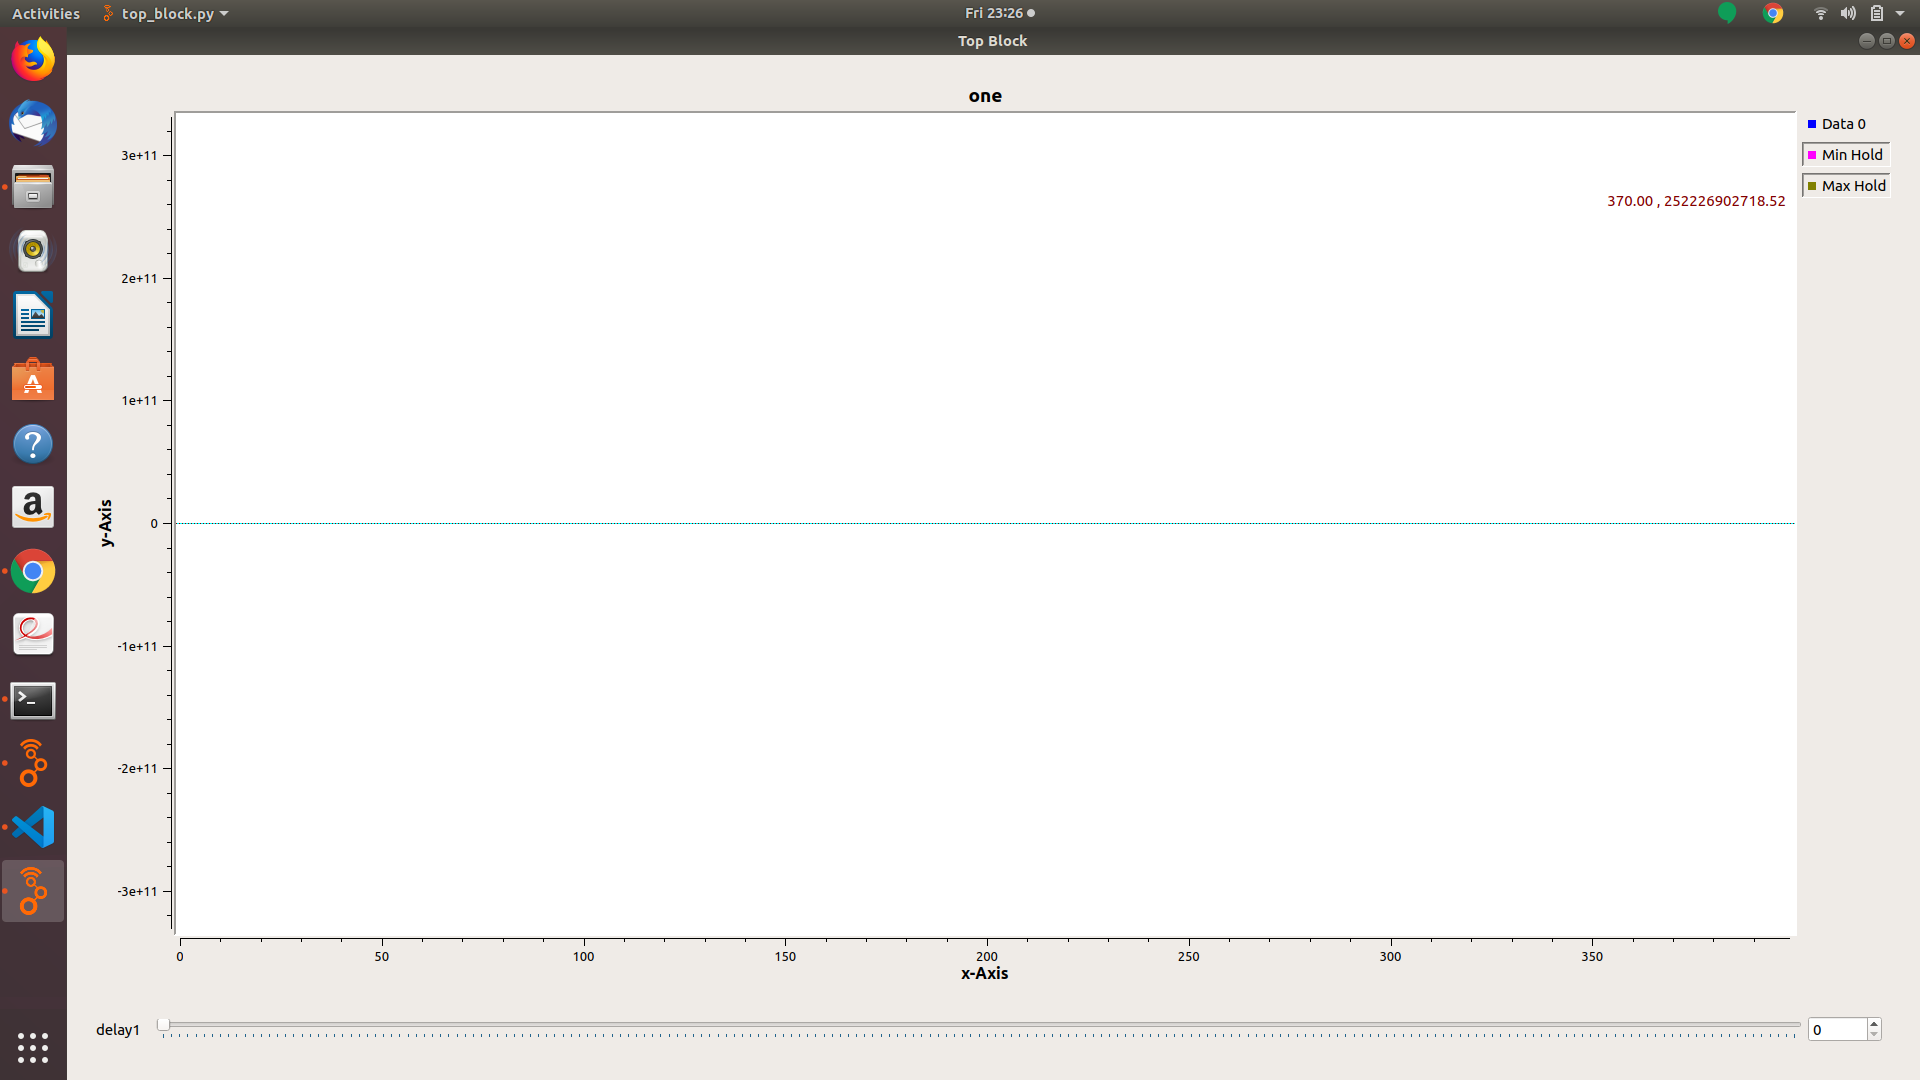 Activities
top_block.py
Fri 23:26
Top Block
one
Data 0
Min Hold
Max Hold
370.00 , 252226902718.52
3e+11
2e+11
1e+11
0
-1e+11
-2e+11
-3e+11
y-Axis
0 50 100 150 200 250 300 350
x-Axis
delay1
0